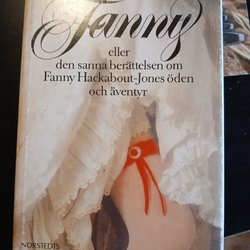 Fanny
eller
den sanna berättelsen om
Fanny Hackabout-Jones öden
och äventyr
NORSTEDTS